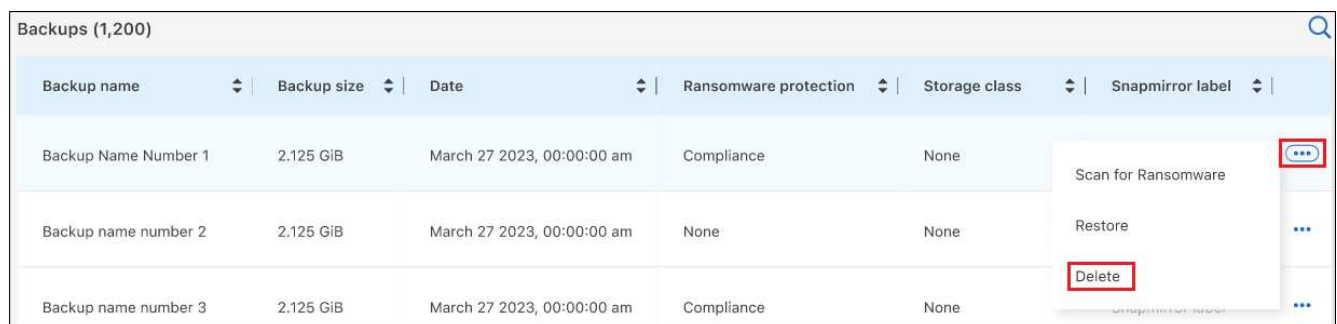 Backups (1,200)
Backup name Backup size Date Ransomware protection Storage class Snapmirror label
Backup Name Number 1 2.125 GiB March 27 2023, 00:00:00 am Compliance None
Scan for Ransomware
Backup name number 2 2.125 GiB March 27 2023, 00:00:00 am None None Restore
Delete
Backup name number 3 2.125 GiB March 27 2023, 00:00:00 am Compliance None